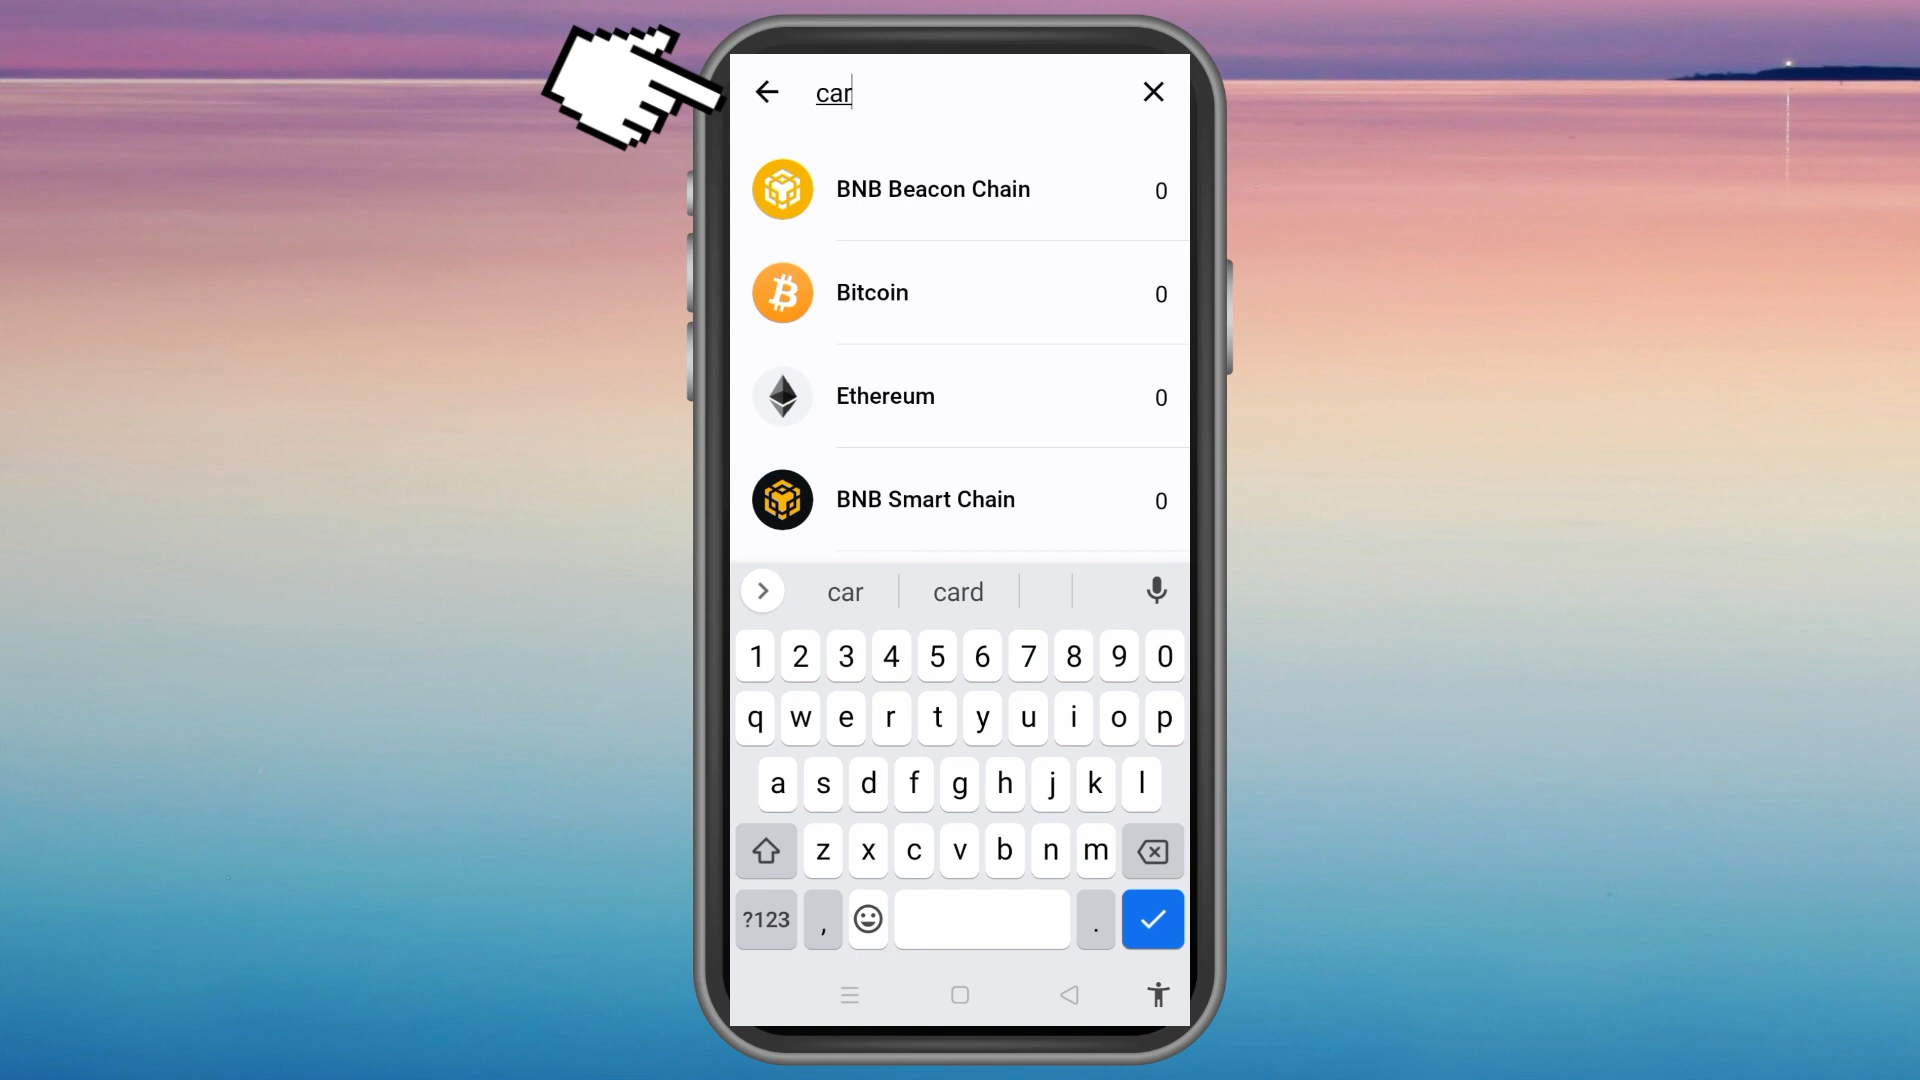 car
BNB Beacon Chain 0
Bitcoin 0
Ethereum 0
BNB Smart Chain 0
car card
1 2 3 4 5 6 7 8 9 0
q w e r t y u i o p
a s d f g h j k l
z x c v b n m
?123 , .